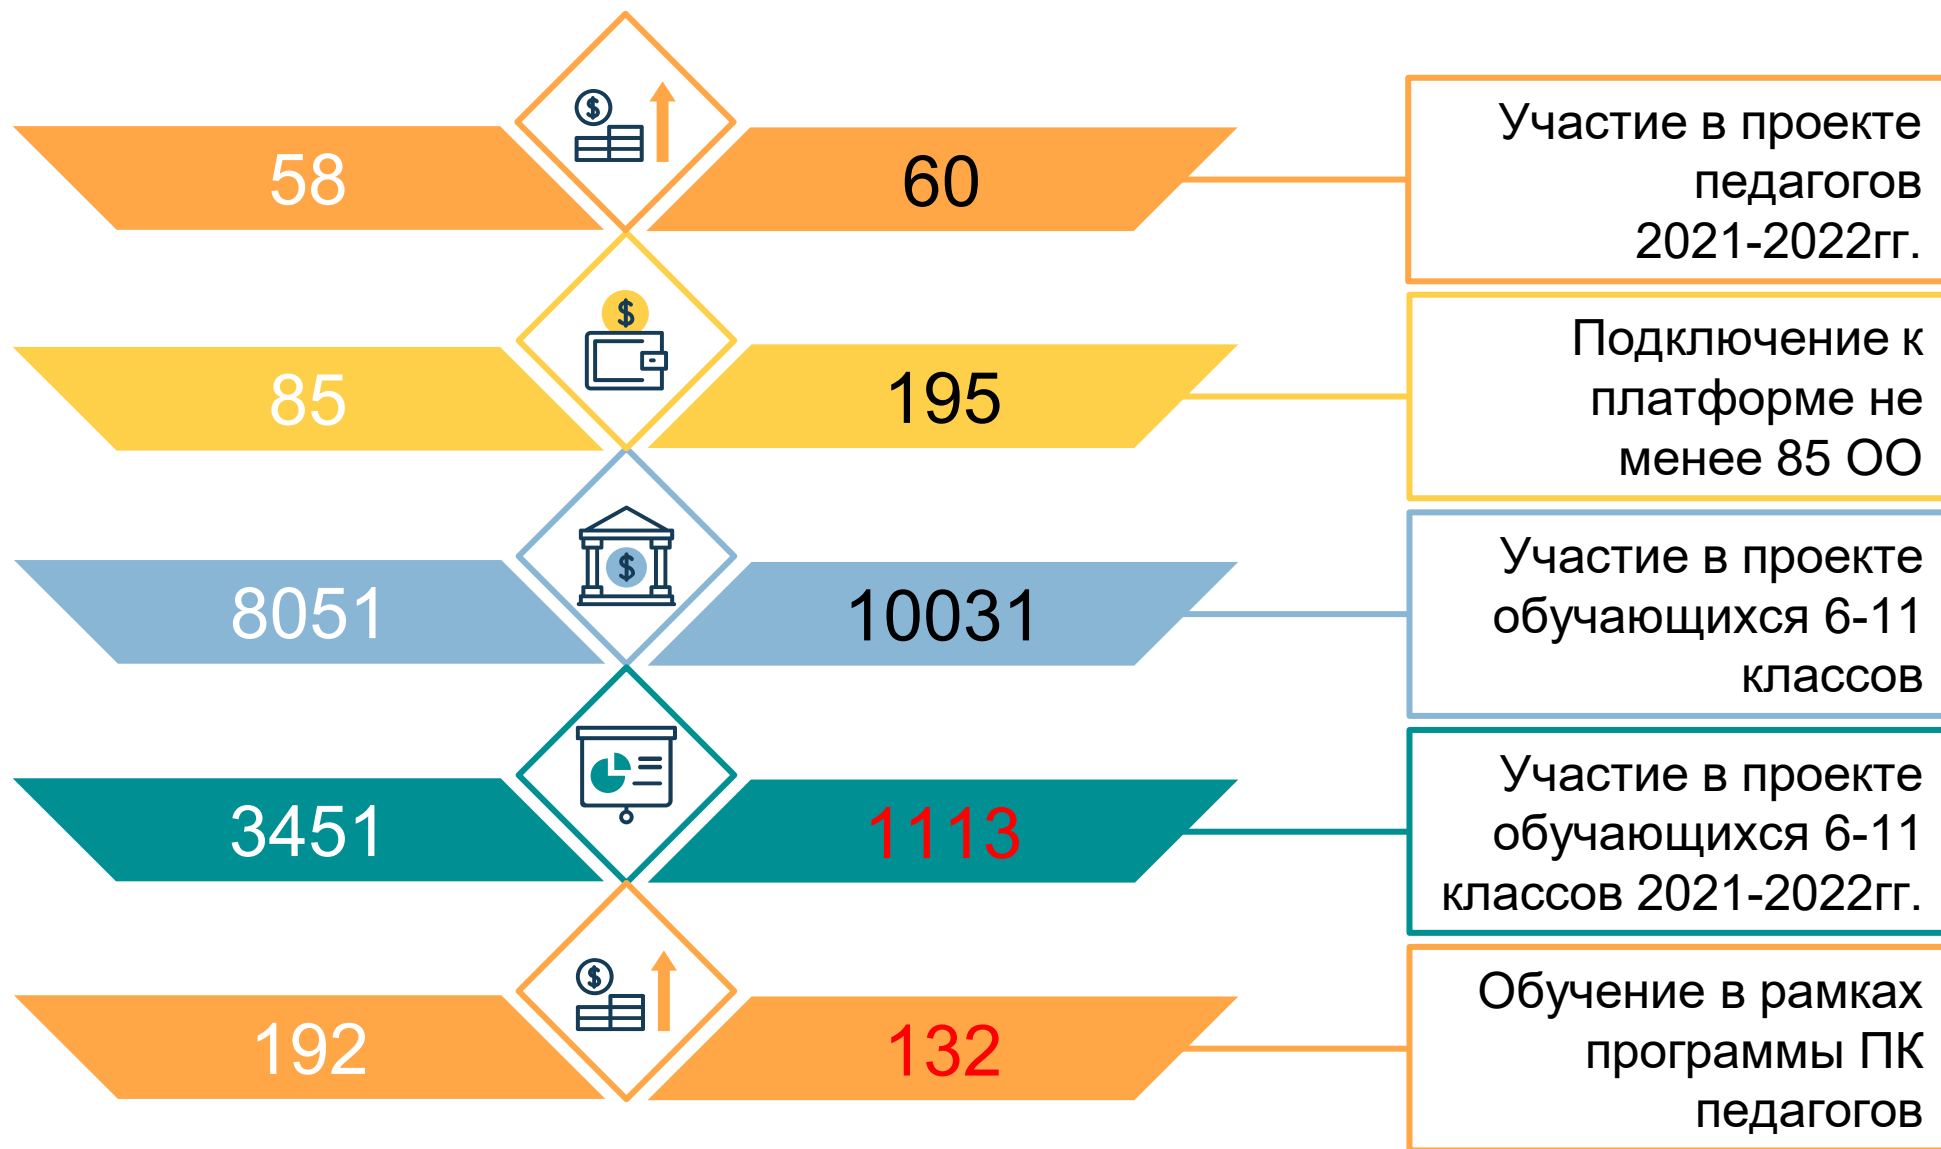 58
60
Участие в проекте
педагогов
2021-2022гг.
85
195
Подключение к
платформе не
менее 85 ОО
8051
10031
Участие в проекте
обучающихся 6-11
классов
3451
1113
Участие в проекте
обучающихся 6-11
классов 2021-2022гг.
192
132
Обучение в рамках
программы ПК
педагогов